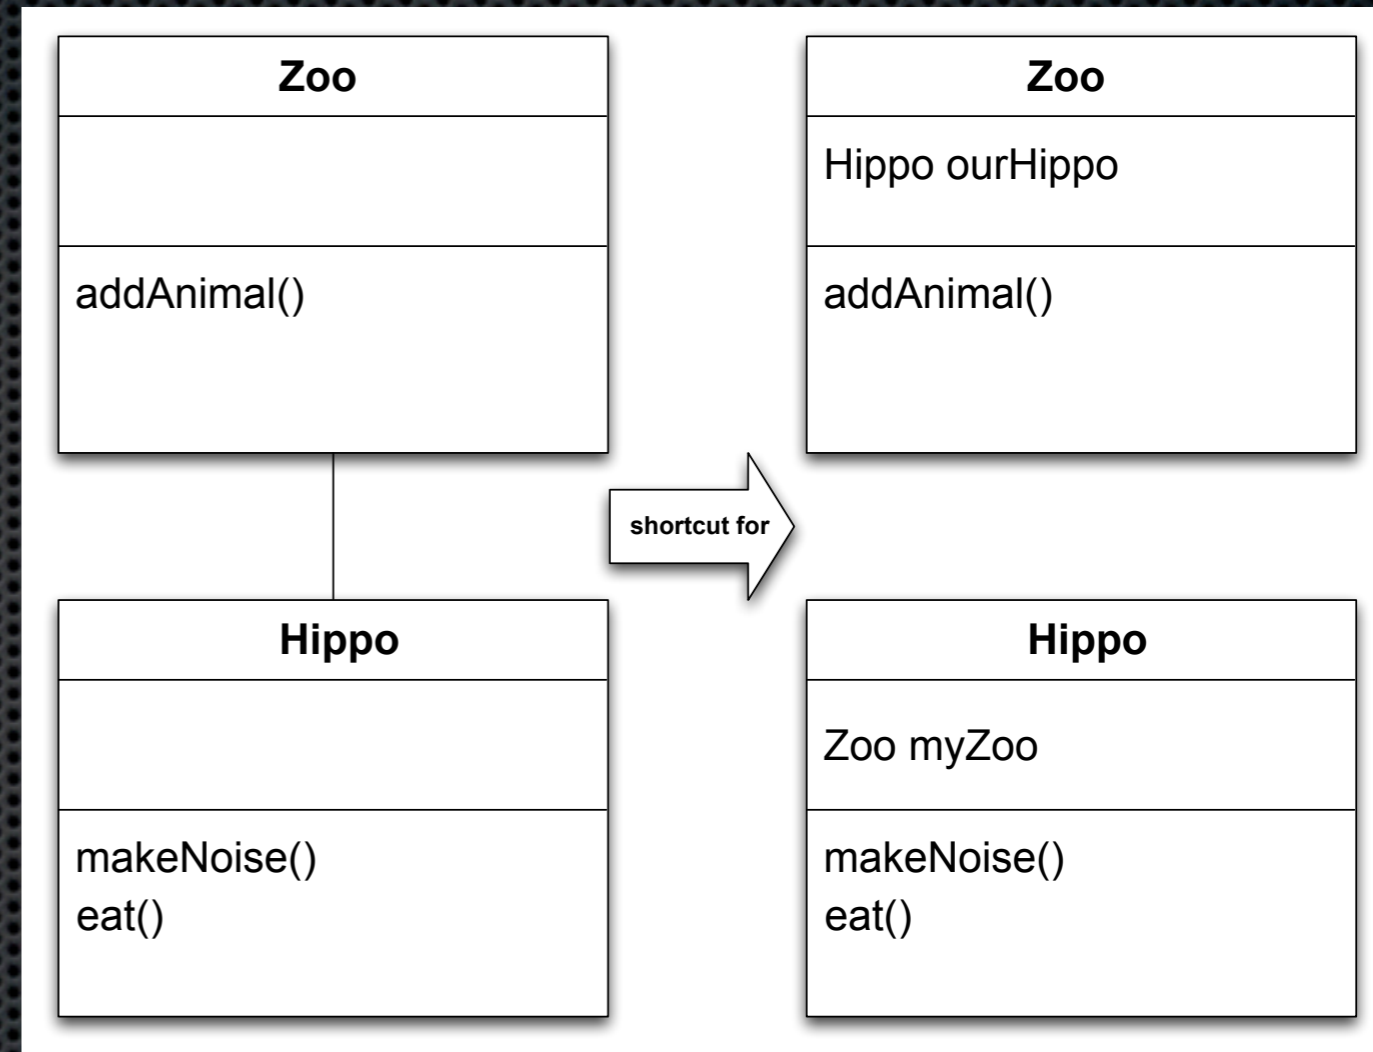 Zoo
addAnimal()
Hippo
makeNoise()
eat()
shortcut for
Zoo
Hippo ourHippo
addAnimal()
Hippo
Zoo myZoo
makeNoise()
eat()